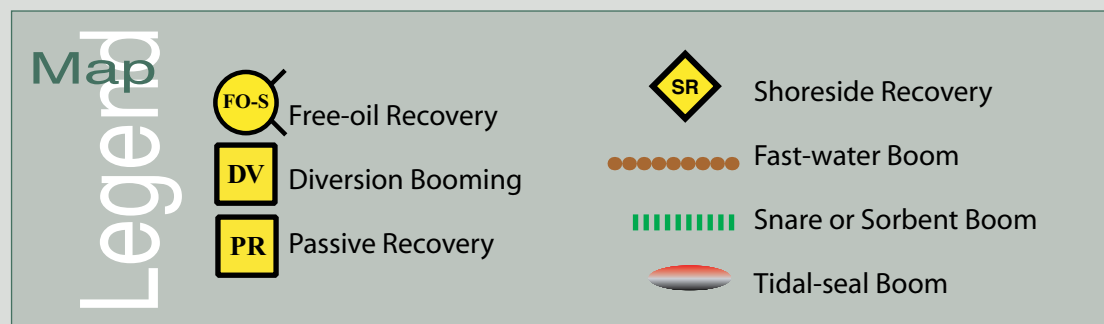 Map
Legend
FO-S Free-oil Recovery
DV Diversion Booming
PR Passive Recovery
SR Shoreside Recovery
Fast-water Boom
Snare or Sorbent Boom
Tidal-seal Boom